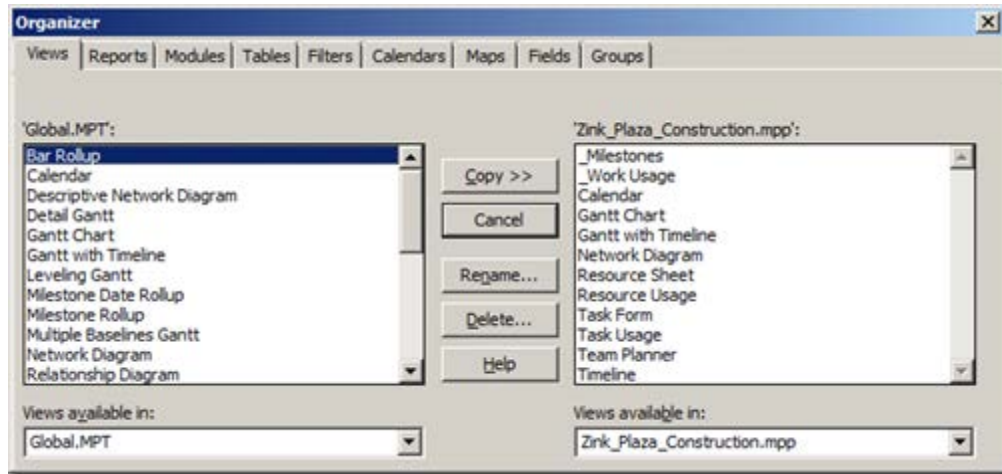 Organizer
Views Reports Modules Tables Filters Calendars Maps Fields Groups
'Global.MPT':
Bar Rollup
Calendar
Descriptive Network Diagram
Detail Gantt
Gantt Chart
Gantt with Timeline
Leveling Gantt
Milestone Date Rollup
Milestone Rollup
Multiple Baselines Gantt
Network Diagram
Relationship Diagram
Views available in:
Global.MPT
Copy >>
Cancel
Rename...
Delete...
Help
'Zink_Plaza_Construction.mpp':
_Milestones
_Work Usage
Calendar
Gantt Chart
Gantt with Timeline
Network Diagram
Resource Sheet
Resource Usage
Task Form
Task Usage
Team Planner
Timeline
Views available in:
Zink_Plaza_Construction.mpp